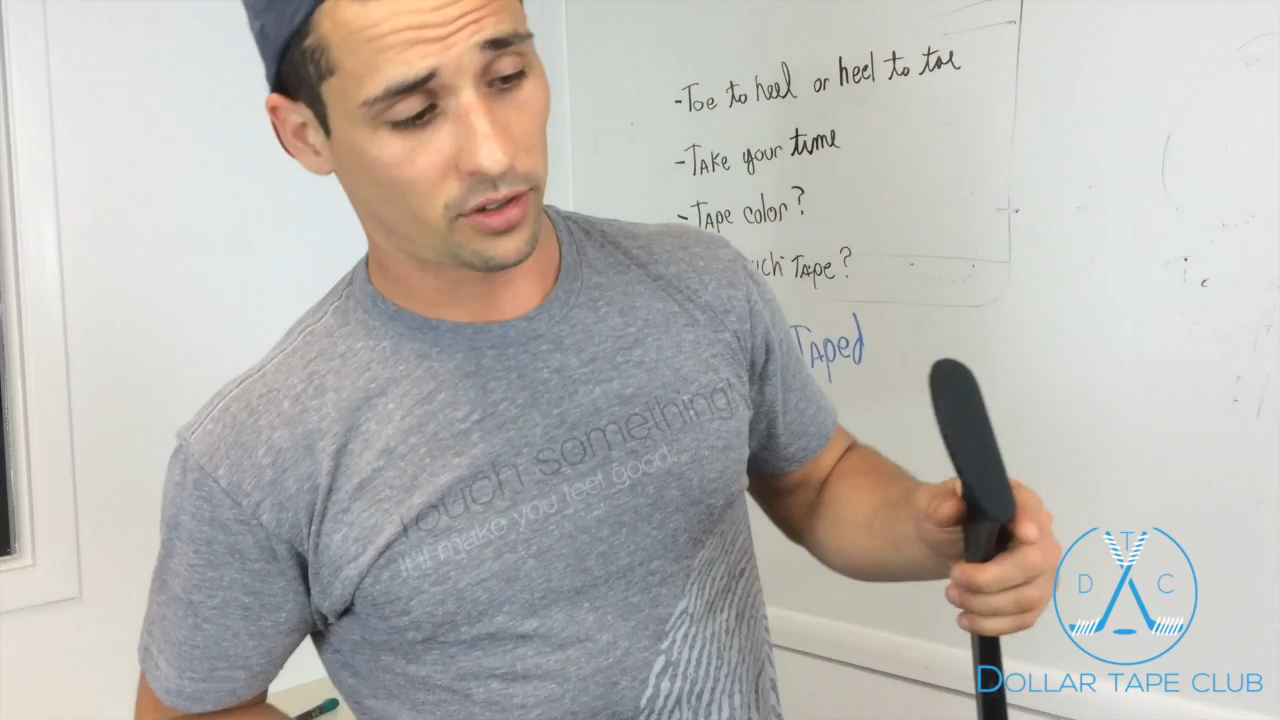 -Toe to heel or heel to toe
-Take your time
-Tape color?
Tape?
Taped
Touch something!
It'll make you feel good.
D T C
DOLLAR TAPE CLUB